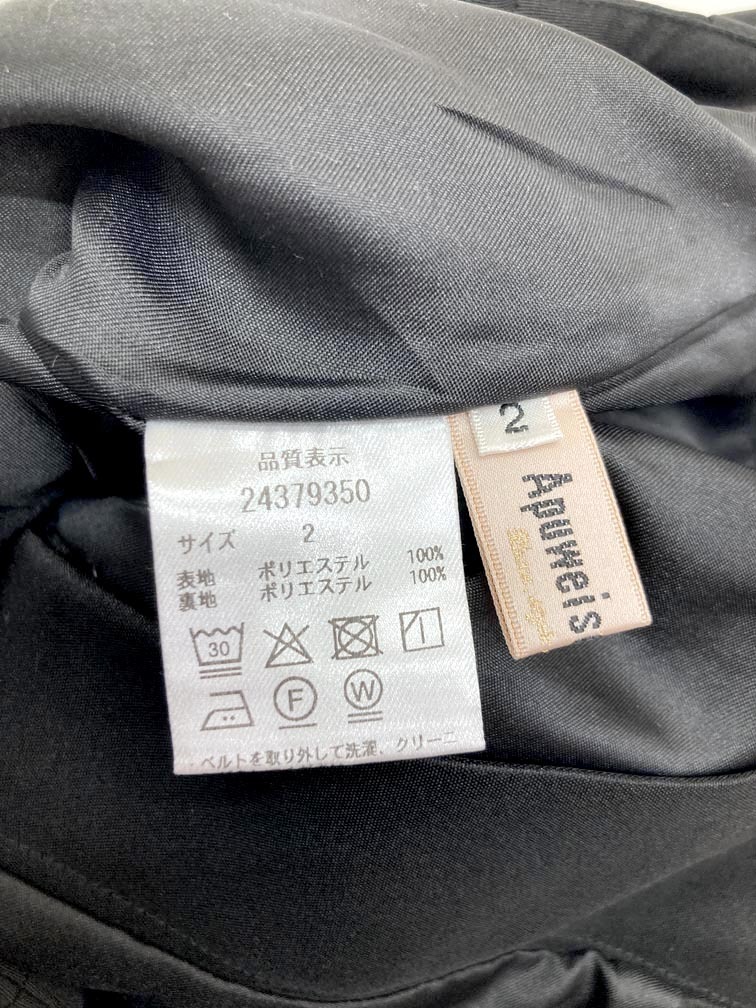 品質表示
24379350
サイズ 2
表地 ポリエステル 100%
裏地 ポリエステル 100%
30
F
W
・ベルトを取り外して洗濯、クリーニ
2
Apuweis